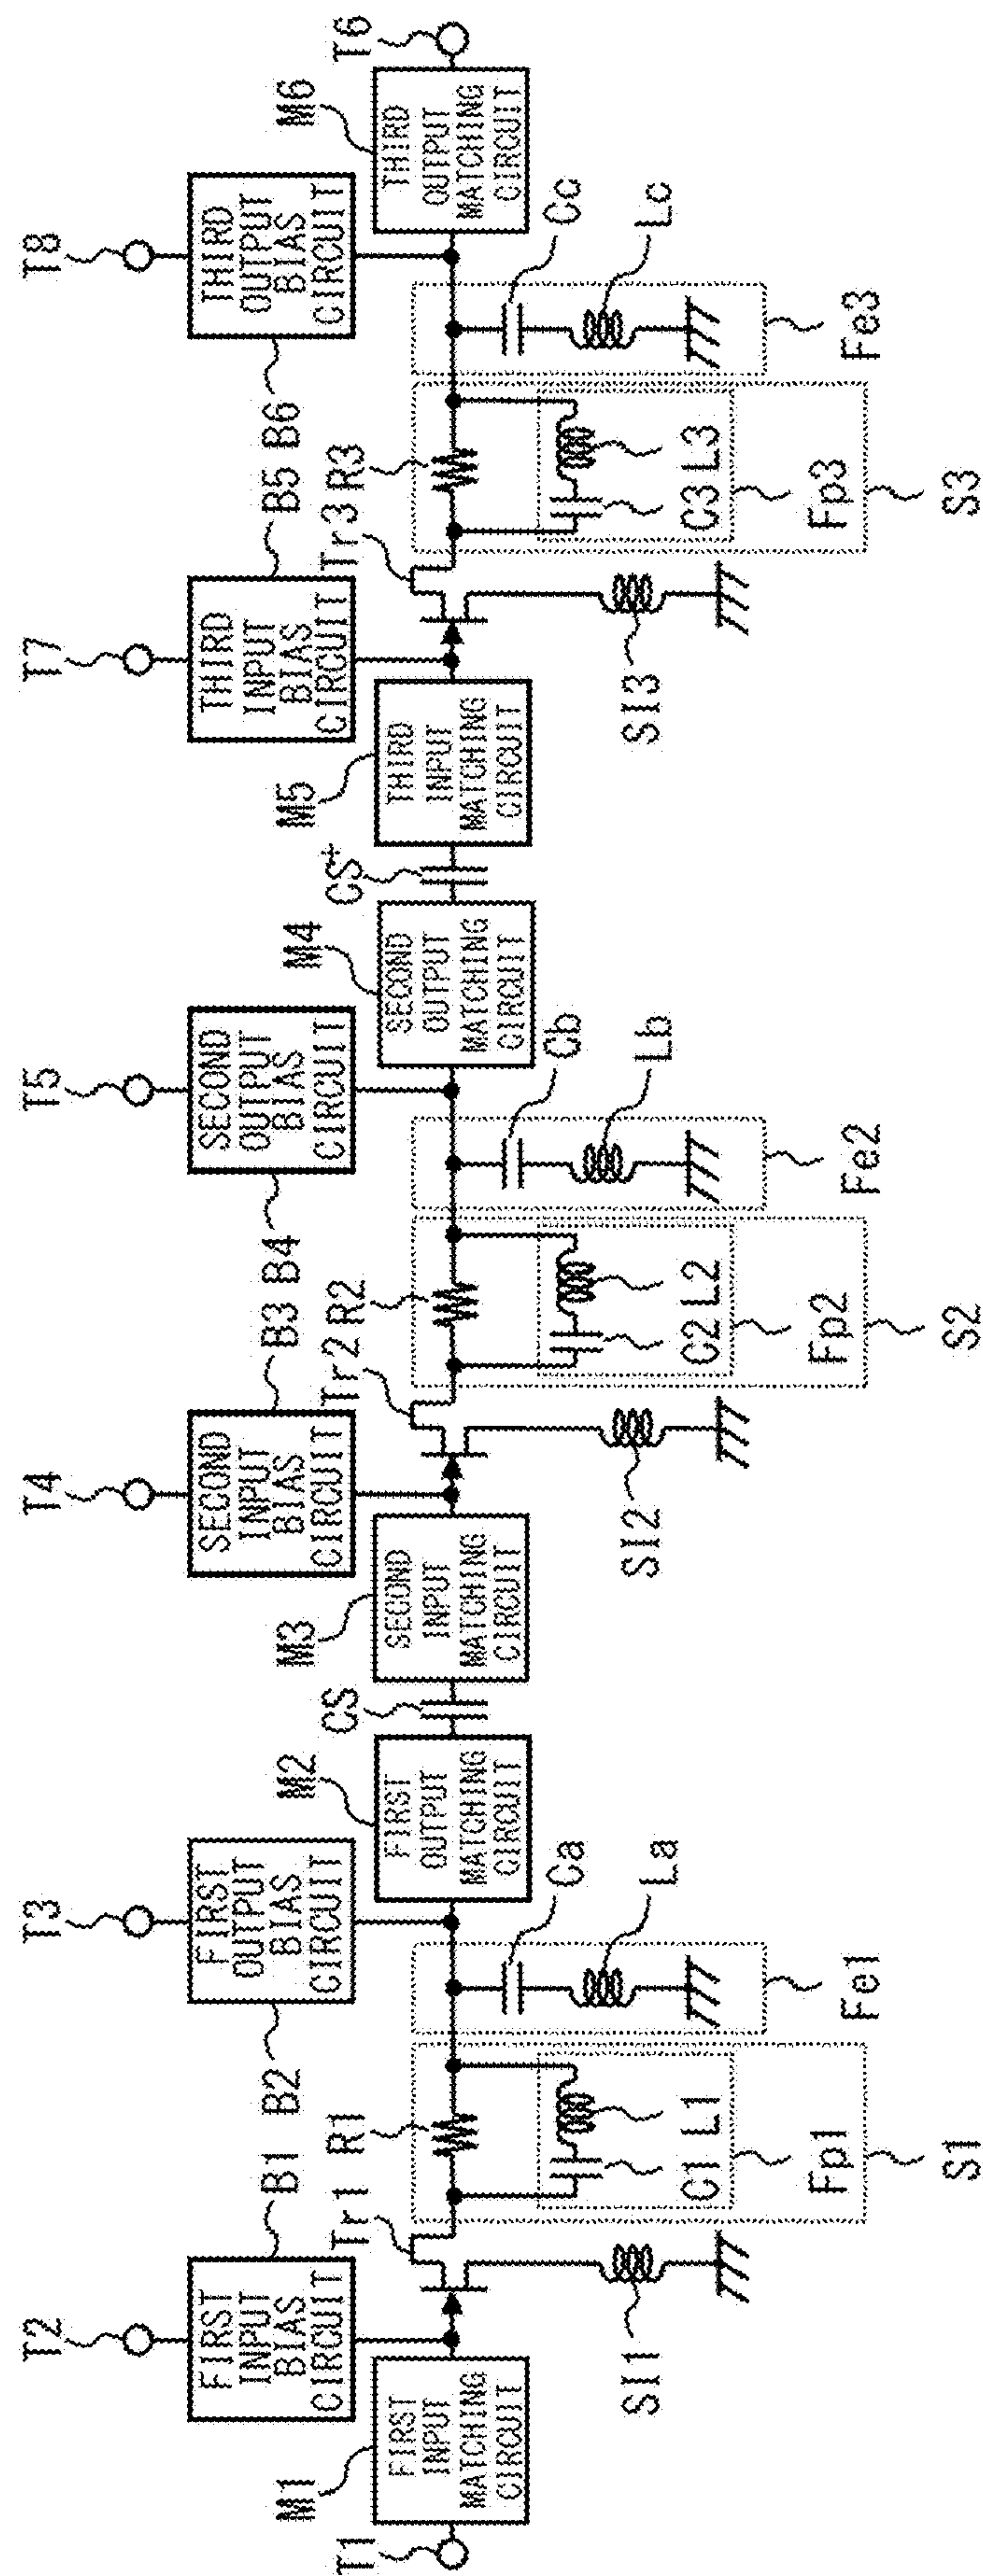 T1
M1
FIRST
INPUT
MATCHING
CIRCUIT
T2
FIRST
INPUT
BIAS
CIRCUIT
B1
Tr1
SI1
R1
C1
L1
Fp1
S1
B2
T3
FIRST
OUTPUT
BIAS
CIRCUIT
Ca
La
Fe1
M2
FIRST
OUTPUT
MATCHING
CIRCUIT
CS
M3
SECOND
INPUT
MATCHING
CIRCUIT
T4
SECOND
INPUT
BIAS
CIRCUIT
B3
Tr2
SI2
R2
C2
L2
Fp2
S2
B4
T5
SECOND
OUTPUT
BIAS
CIRCUIT
Cb
Lb
Fe2
M4
SECOND
OUTPUT
MATCHING
CIRCUIT
CS+
M5
THIRD
INPUT
MATCHING
CIRCUIT
T7
THIRD
INPUT
BIAS
CIRCUIT
B5
Tr3
SI3
R3
C3
L3
Fp3
S3
B6
T8
THIRD
OUTPUT
BIAS
CIRCUIT
Cc
Lc
Fe3
M6
THIRD
OUTPUT
MATCHING
CIRCUIT
T6